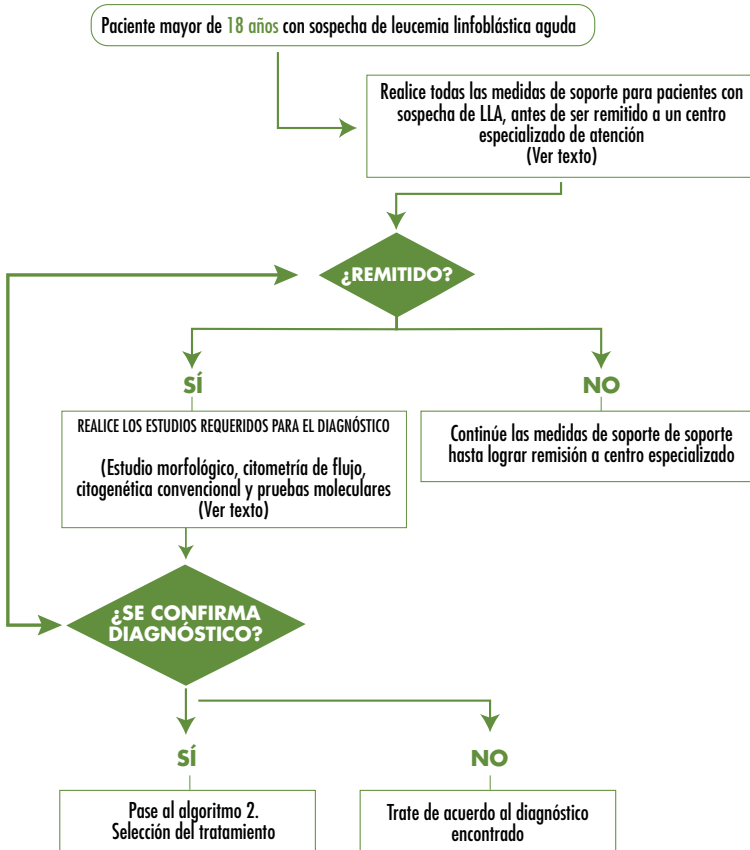 Paciente mayor de 18 años con sospecha de leucemia linfoblástica aguda
Realice todas las medidas de soporte para pacientes con
sospecha de LLA, antes de ser remitido a un centro
especializado de atención
(Ver texto)
¿REMITIDO?
SÍ
NO
REALICE LOS ESTUDIOS REQUERIDOS PARA EL DIAGNÓSTICO
(Estudio morfológico, citometría de flujo,
citogenética convencional y pruebas moleculares
(Ver texto)
Continúe las medidas de soporte de soporte
hasta lograr remisión a centro especializado
¿SE CONFIRMA
DIAGNÓSTICO?
SÍ
NO
Pase al algoritmo 2.
Selección del tratamiento
Trate de acuerdo al diagnóstico
encontrado